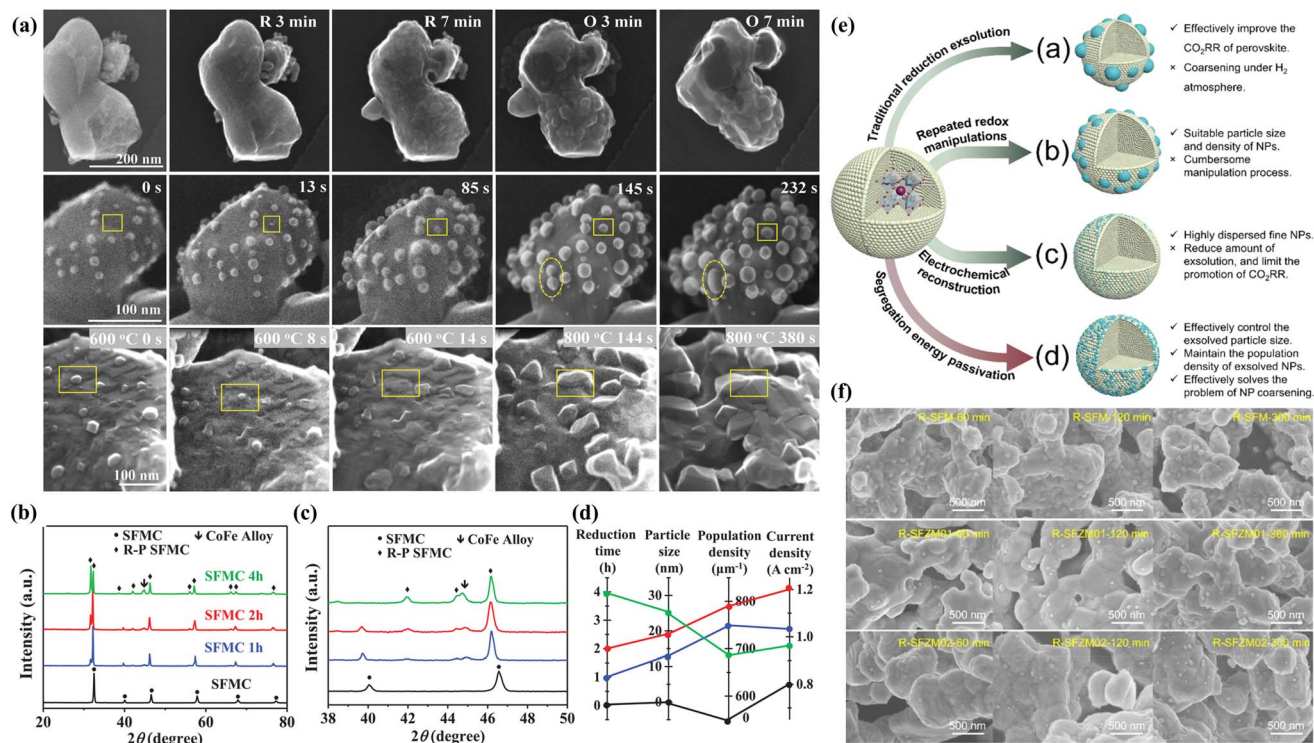 (a)
R 3 min
R 7 min
O 3 min
O 7 min
200 nm
0 s
13 s
85 s
145 s
232 s
100 nm
600 °C 0 s
600 °C 8 s
600 °C 14 s
800 °C 144 s
800 °C 380 s
100 nm
(b)
• SFMC
↓ CoFe Alloy
♦ R-P SFMC
SFMC 4h
SFMC 2h
SFMC 1h
SFMC
Intensity (a.u.)
20 40 60 80
2θ (degree)
(c)
• SFMC
↓ CoFe Alloy
♦ R-P SFMC
Intensity (a.u.)
38 40 42 44 46 48 50
2θ (degree)
(d)
Reduction Particle Population Current
time size density density
(h) (nm) (μm⁻¹) (A cm⁻²)
4
3
2
1
0
30
20
10
0
800
700
600
0
1.2
1.0
0.8
(e)
Traditional reduction exsolution
Repeated redox
manipulations
Electrochemical
reconstruction
Segregation energy passivation
(a)
✓ Effectively improve the
CO₂RR of perovskite.
× Coarsening under H₂
atmosphere.
(b)
✓ Suitable particle size
and density of NPs.
× Cumbersome
manipulation process.
(c)
✓ Highly dispersed fine NPs.
× Reduce amount of
exsolution, and limit the
promotion of CO₂RR.
(d)
✓ Effectively control the
exsolved particle size.
✓ Maintain the population
density of exsolved NPs.
✓ Effectively solves the
problem of NP coarsening.
(f)
R-SFM-60 min
R-SFM-120 min
R-SFM-300 min
500 nm
500 nm
500 nm
R-SFZM01-60 min
R-SFZM01-120 min
R-SFZM01-300 min
500 nm
500 nm
500 nm
R-SFZM02-60 min
R-SFZM02-120 min
R-SFZM02-300 min
500 nm
500 nm
500 nm